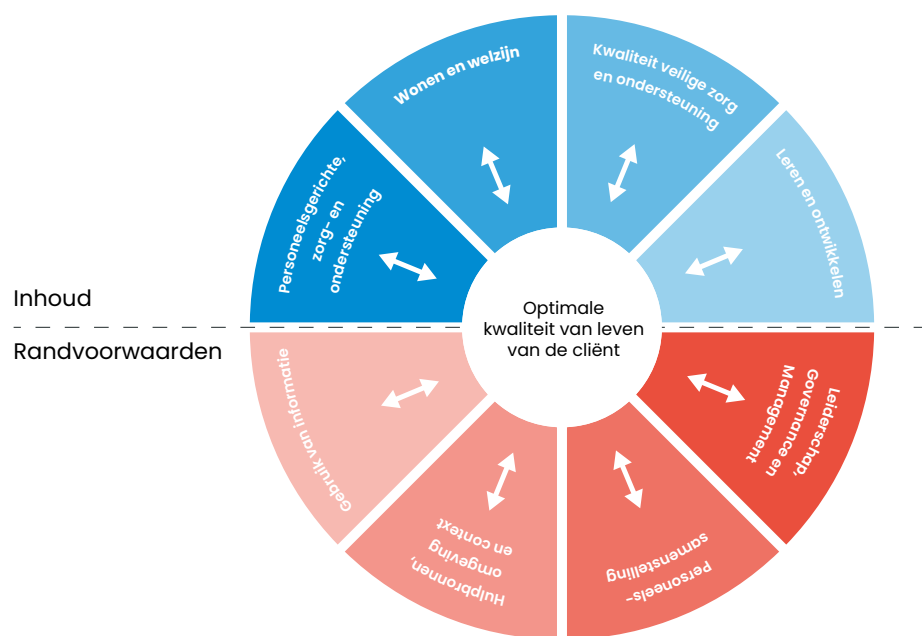 Wonen en welzijn
Kwaliteit veilige zorg
en ondersteuning
Personeelsgerichte,
zorg- en
ondersteuning
Leren en ontwikkelen
Inhoud
Optimale
kwaliteit van leven
van de cliënt
Randvoorwaarden
Gebruik van informatie
Leiderschap,
Governance en
Management
Hulpbronnen,
omgeving
en context
Personeels-
samenstelling